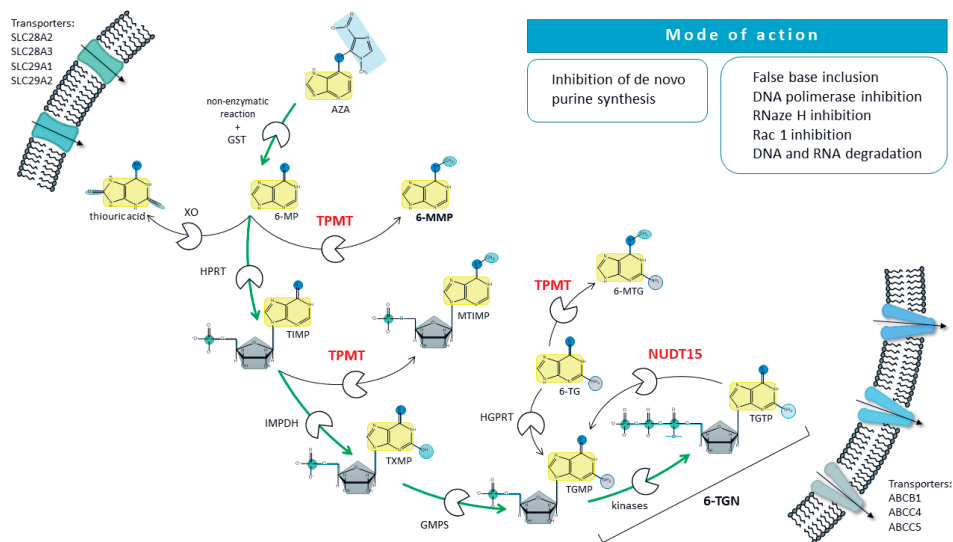 Transporters:
SLC28A2
SLC28A3
SLC29A1
SLC29A2
AZA
non-enzymatic
reaction
+
GST
Mode of action
Inhibition of de novo
purine synthesis
False base inclusion
DNA polimerase inhibition
RNaze H inhibition
Rac 1 inhibition
DNA and RNA degradation
thiouric acid
XO
6-MP
TPMT
6-MMP
HPRT
TIMP
MTIMP
TPMT
6-MTG
TPMT
6-TG
NUDT15
TGTP
HGPRT
IMPDH
TXMP
GMPS
TGMP
kinases
6-TGN
Transporters:
ABCB1
ABCC4
ABCC5